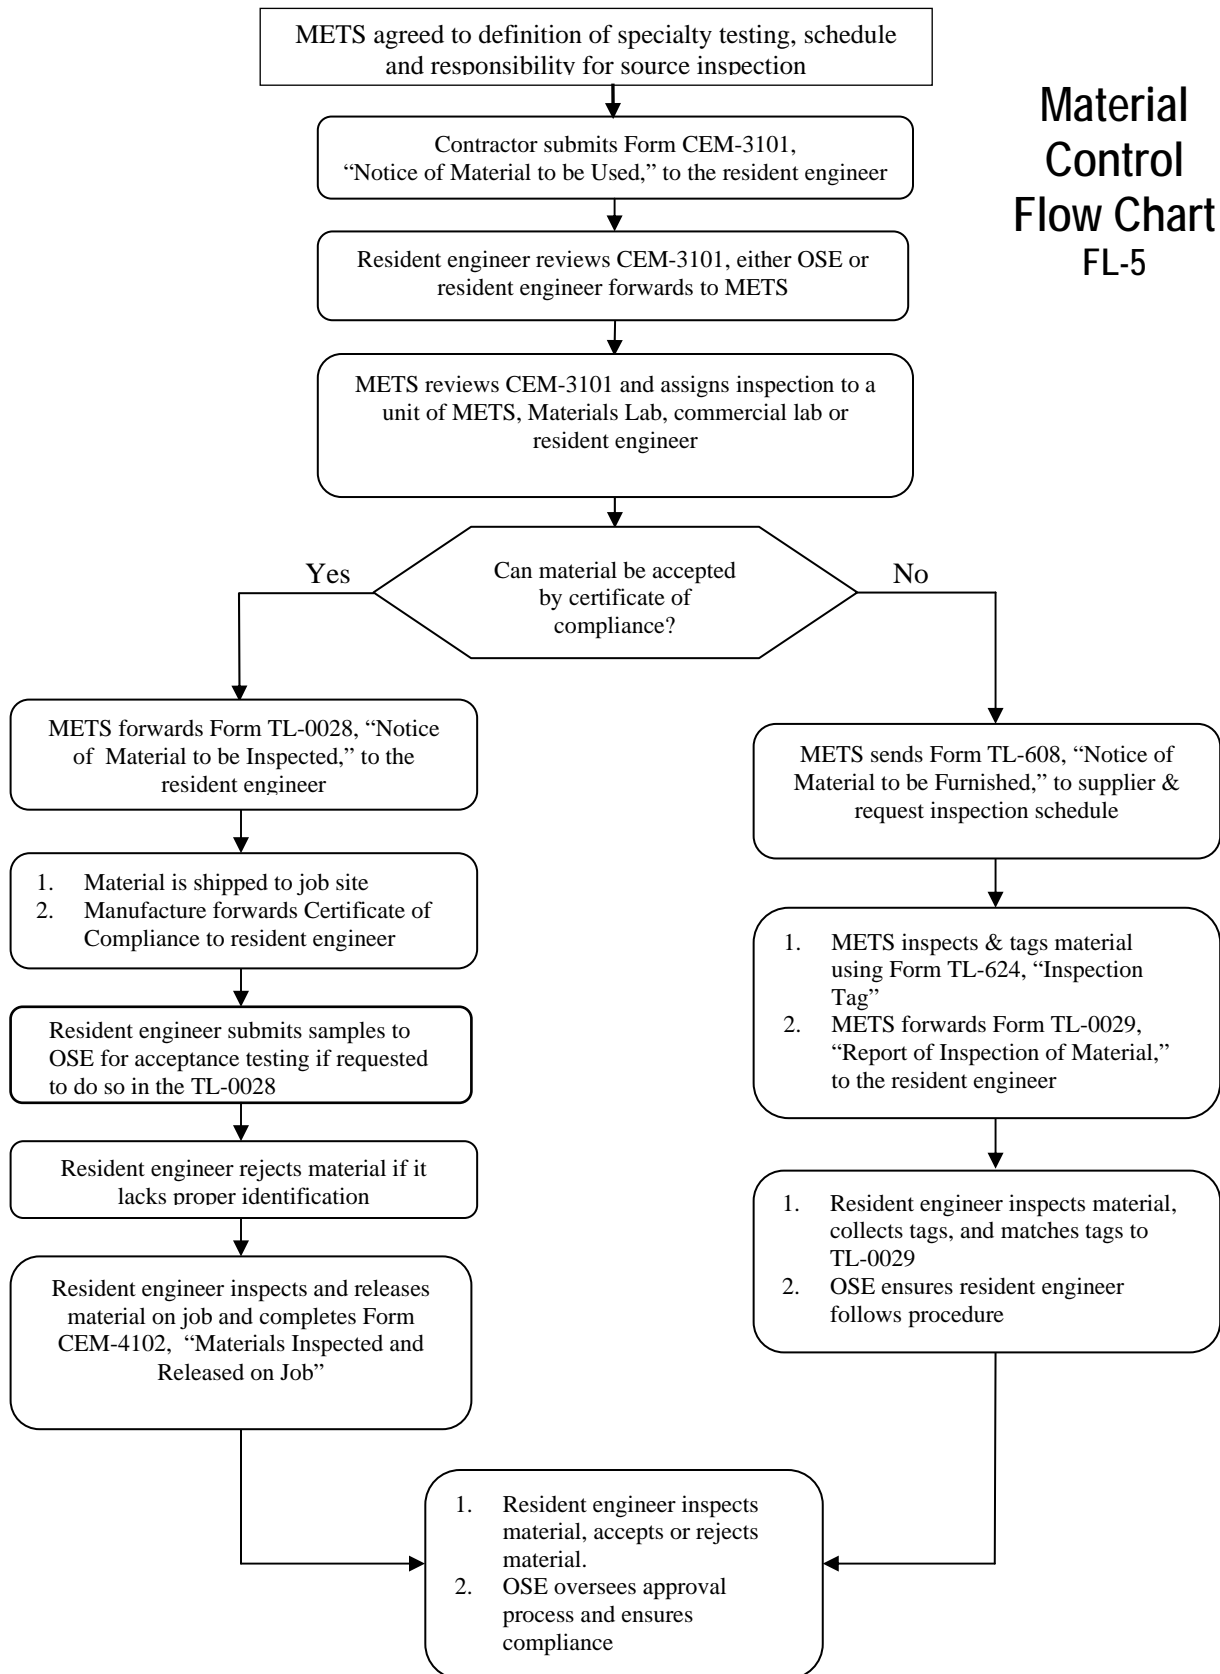 METS agreed to definition of specialty testing, schedule
and responsibility for source inspection
Material
Control
Flow Chart
FL-5
Contractor submits Form CEM-3101,
“Notice of Material to be Used,” to the resident engineer
Resident engineer reviews CEM-3101, either OSE or
resident engineer forwards to METS
METS reviews CEM-3101 and assigns inspection to a
unit of METS, Materials Lab, commercial lab or
resident engineer
Can material be accepted
by certificate of
compliance?
Yes
No
METS forwards Form TL-0028, “Notice
of Material to be Inspected,” to the
resident engineer
1. Material is shipped to job site
2. Manufacture forwards Certificate of
Compliance to resident engineer
Resident engineer submits samples to
OSE for acceptance testing if requested
to do so in the TL-0028
Resident engineer rejects material if it
lacks proper identification
Resident engineer inspects and releases
material on job and completes Form
CEM-4102, “Materials Inspected and
Released on Job”
METS sends Form TL-608, “Notice of
Material to be Furnished,” to supplier &
request inspection schedule
1. METS inspects & tags material
using Form TL-624, “Inspection
Tag”
2. METS forwards Form TL-0029,
“Report of Inspection of Material,”
to the resident engineer
1. Resident engineer inspects material,
collects tags, and matches tags to
TL-0029
2. OSE ensures resident engineer
follows procedure
1. Resident engineer inspects
material, accepts or rejects
material.
2. OSE oversees approval
process and ensures
compliance